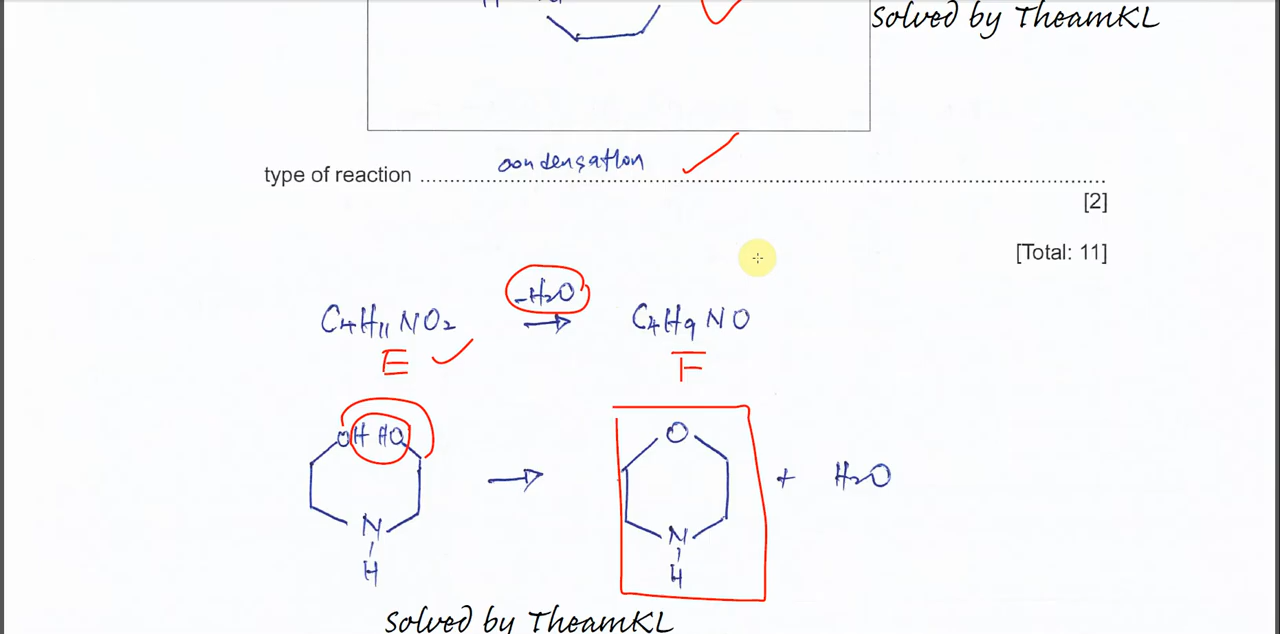 Solved by TheamKL
type of reaction condensation
[2]
[Total: 11]
-H₂O
C₄H₁₁NO₂ → C₄H₉NO
E F
OH HO O
→ + H₂O
N N
H H
Solved by TheamKL